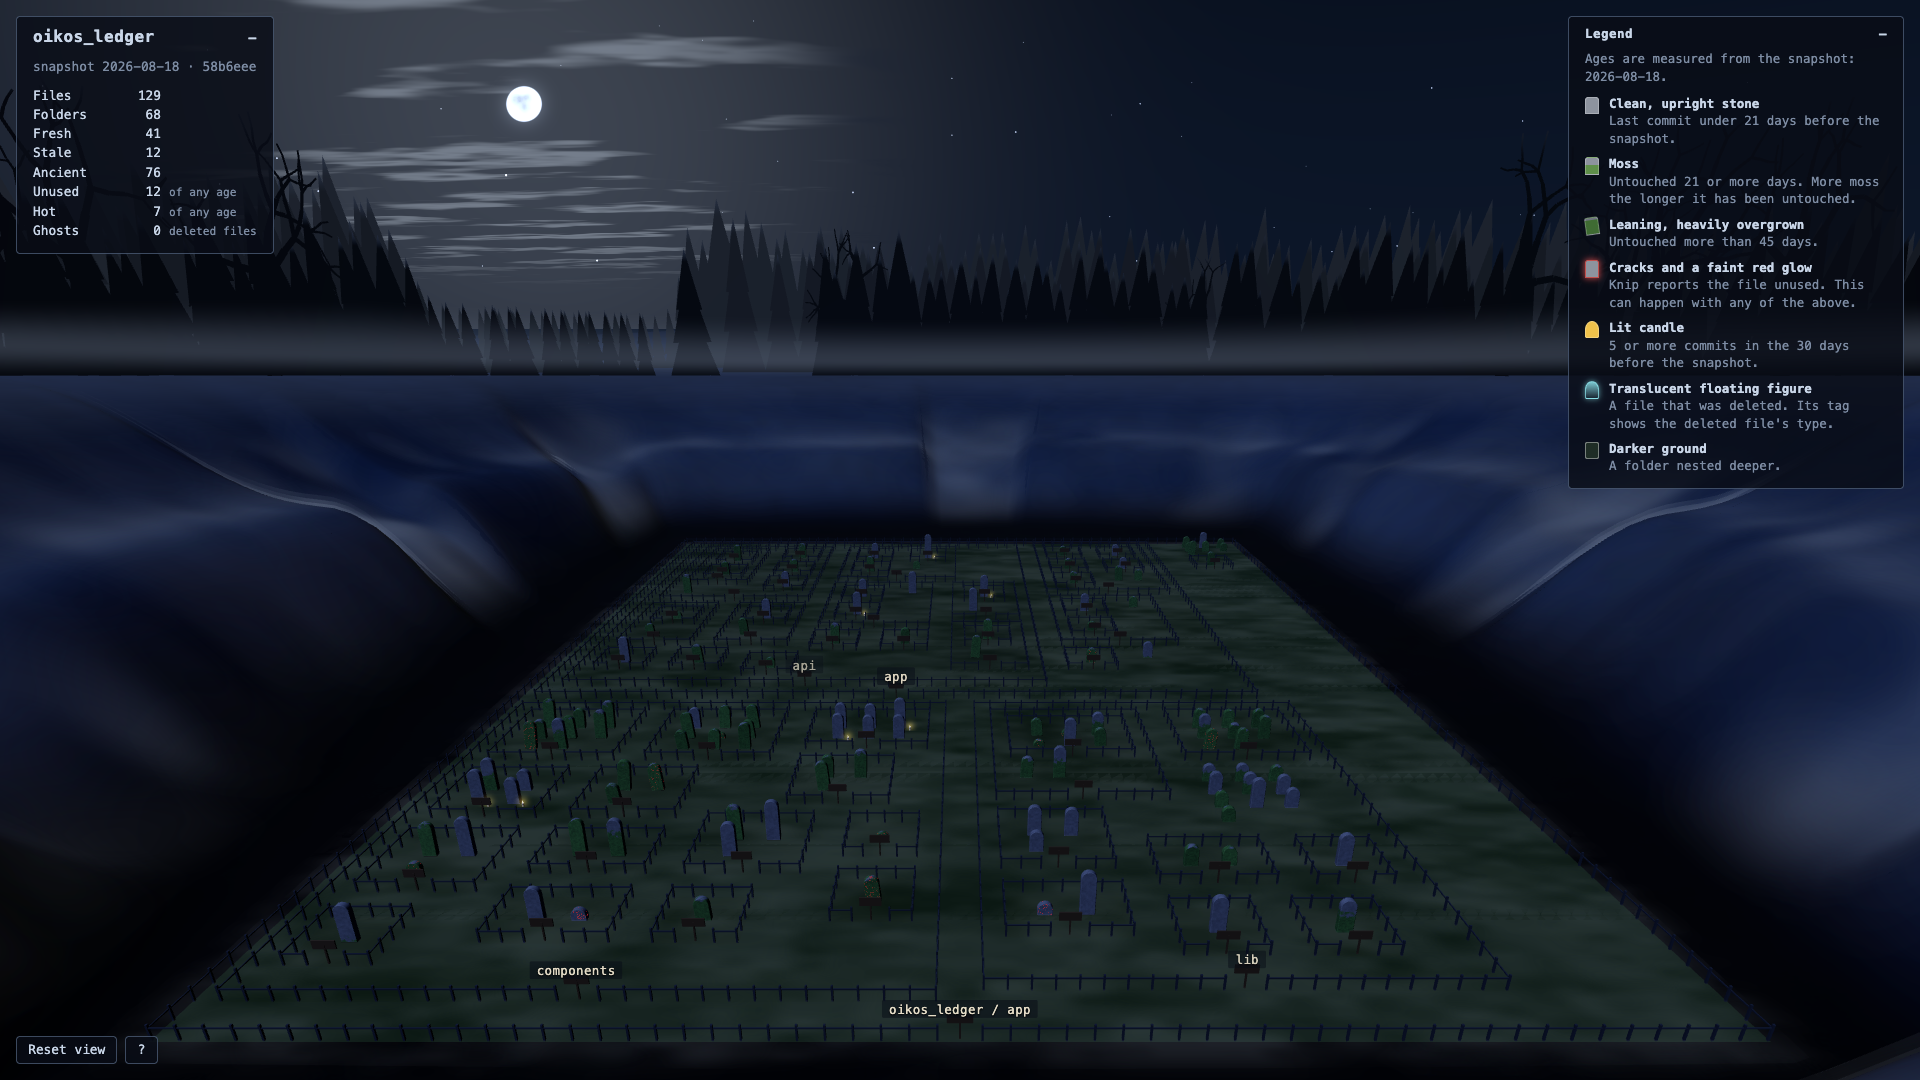 oikos_ledger –
snapshot 2026-08-18 · 58b6eee
Files 129
Folders 68
Fresh 41
Stale 12
Ancient 76
Unused 12 of any age
Hot 7 of any age
Ghosts 0 deleted files
Legend –
Ages are measured from the snapshot:
2026-08-18.
Clean, upright stone
Last commit under 21 days before the
snapshot.
Moss
Untouched 21 or more days. More moss
the longer it has been untouched.
Leaning, heavily overgrown
Untouched more than 45 days.
Cracks and a faint red glow
Knip reports the file unused. This
can happen with any of the above.
Lit candle
5 or more commits in the 30 days
before the snapshot.
Translucent floating figure
A file that was deleted. Its tag
shows the deleted file's type.
Darker ground
A folder nested deeper.
api
app
components
lib
oikos_ledger / app
Reset view
?